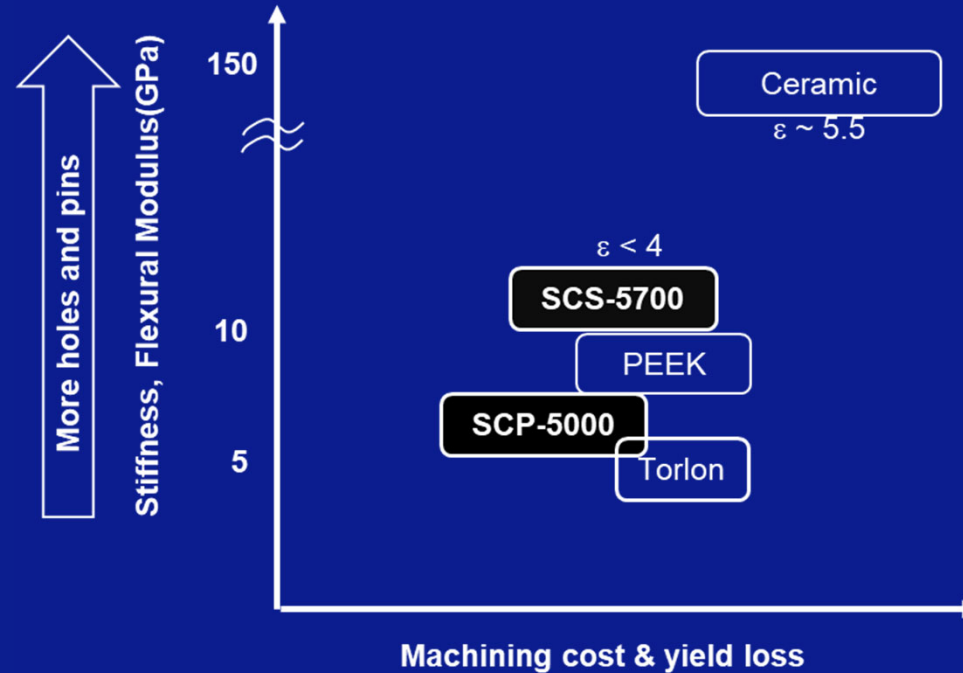 More holes and pins
Stiffness, Flexural Modulus(GPa)
150
10
5
Ceramic
ε ~ 5.5
ε < 4
SCS-5700
PEEK
SCP-5000
Torlon
Machining cost & yield loss